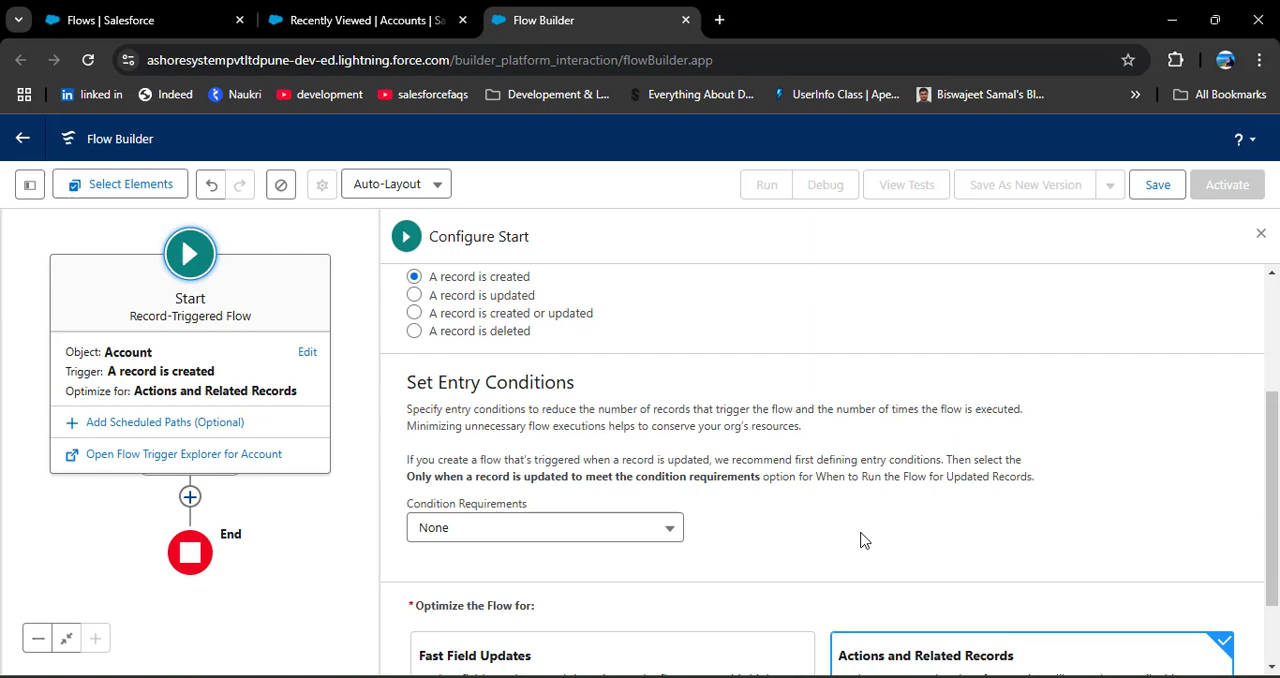 Flows | Salesforce
Recently Viewed | Accounts | Sa
Flow Builder
ashoresystempvtltdpune-dev-ed.lightning.force.com/builder_platform_interaction/flowBuilder.app
linked in
Indeed
Naukri
development
salesforcefaqs
Developement & L...
Everything About D...
UserInfo Class | Ape...
Biswajeet Samal's Bl...
»
All Bookmarks
Flow Builder
?
Select Elements
Auto-Layout
Run
Debug
View Tests
Save As New Version
Save
Activate
Start
Record-Triggered Flow
Object: Account
Edit
Trigger: A record is created
Optimize for: Actions and Related Records
Add Scheduled Paths (Optional)
Open Flow Trigger Explorer for Account
End
Configure Start
A record is created
A record is updated
A record is created or updated
A record is deleted
Set Entry Conditions
Specify entry conditions to reduce the number of records that trigger the flow and the number of times the flow is executed.
Minimizing unnecessary flow executions helps to conserve your org's resources.
If you create a flow that's triggered when a record is updated, we recommend first defining entry conditions. Then select the
Only when a record is updated to meet the condition requirements option for When to Run the Flow for Updated Records.
Condition Requirements
None
*Optimize the Flow for:
Fast Field Updates
Actions and Related Records